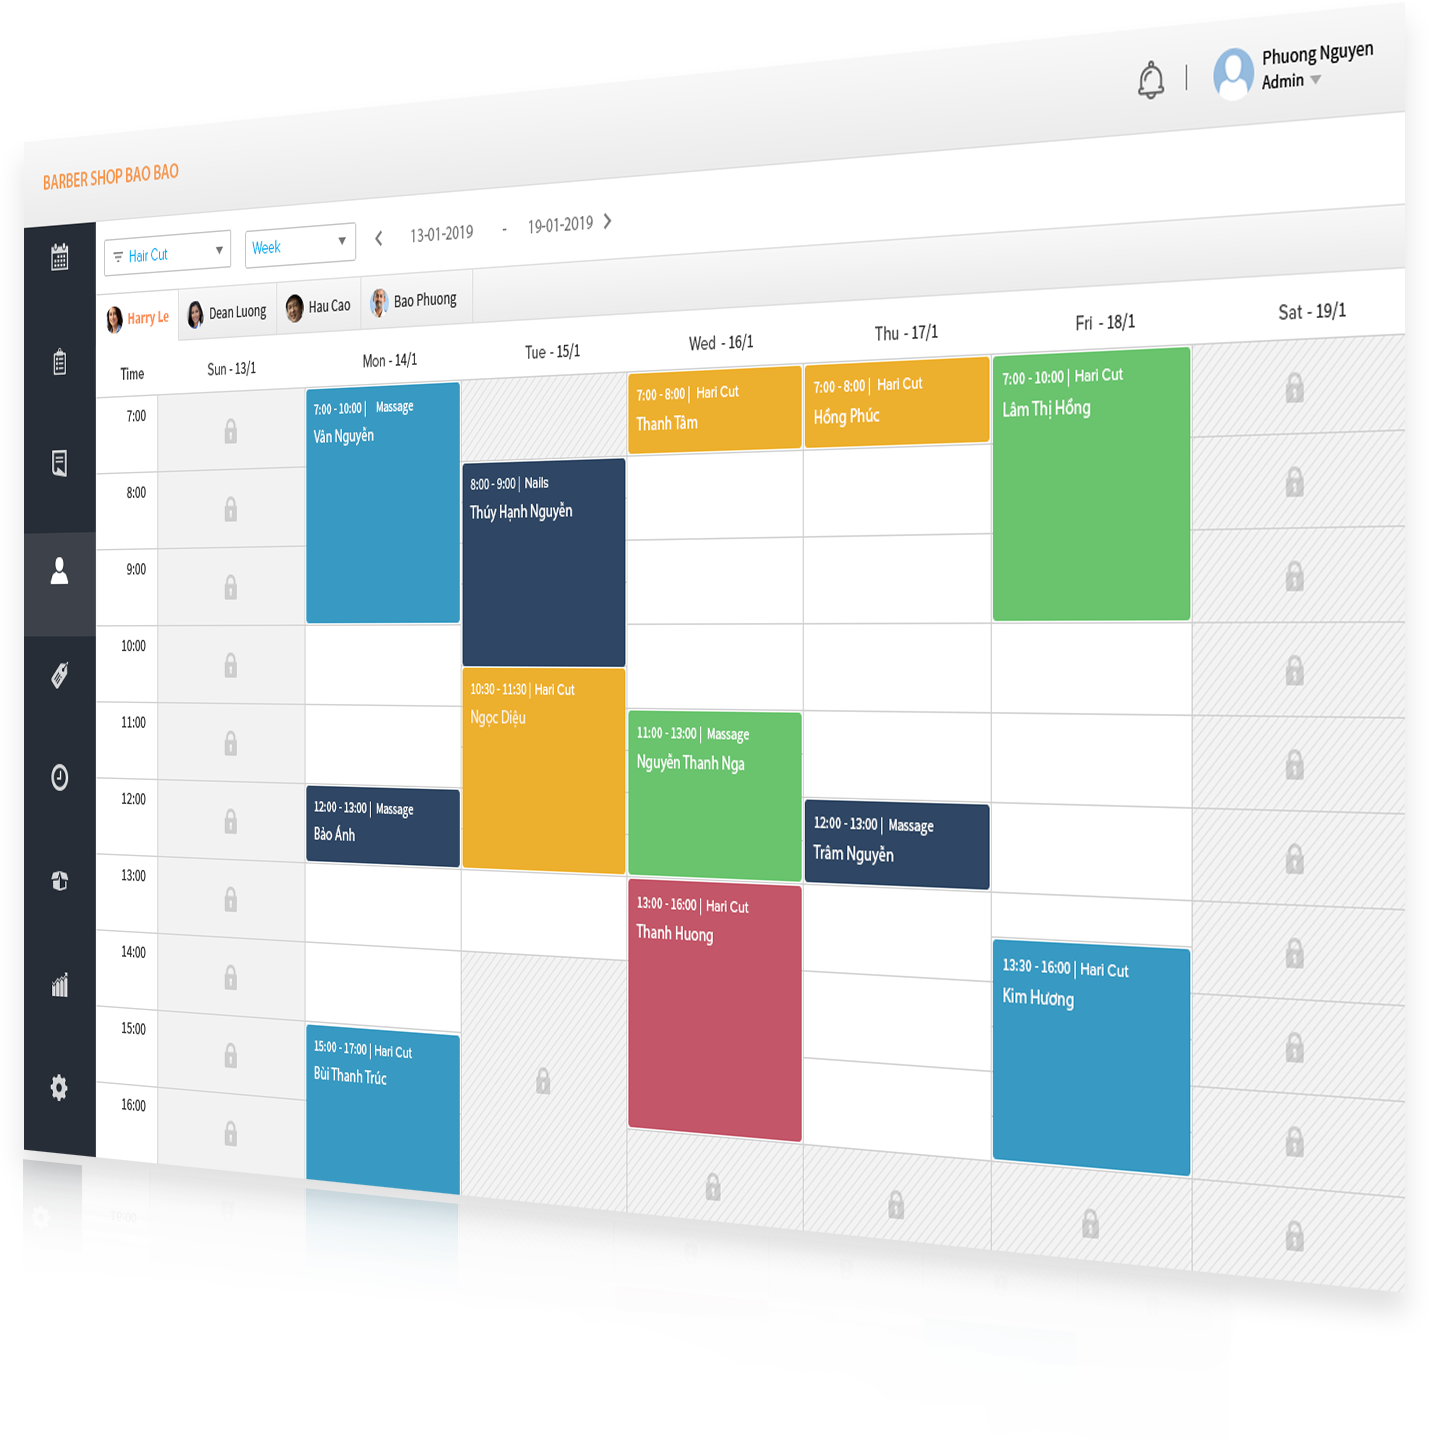 Phuong Nguyen
Admin
BARBER SHOP BAO BAO
Hair Cut
Week
13-01-2019 - 19-01-2019
Harry Le
Dean Luong
Hau Cao
Bao Phuong
Time
Sun - 13/1
Mon - 14/1
Tue - 15/1
Wed - 16/1
Thu - 17/1
Fri - 18/1
Sat - 19/1
7:00
8:00
9:00
10:00
11:00
12:00
13:00
14:00
15:00
16:00
7:00 - 10:00 | Massage
Vân Nguyễn
12:00 - 13:00 | Massage
Bảo Ánh
15:00 - 17:00 | Hari Cut
Bùi Thanh Trúc
8:00 - 9:00 | Nails
Thúy Hạnh Nguyễn
10:30 - 11:30 | Hari Cut
Ngọc Diệu
7:00 - 8:00 | Hari Cut
Thanh Tâm
11:00 - 13:00 | Massage
Nguyễn Thanh Nga
13:00 - 16:00 | Hari Cut
Thanh Huong
7:00 - 8:00 | Hari Cut
Hồng Phúc
12:00 - 13:00 | Massage
Trâm Nguyễn
7:00 - 10:00 | Hari Cut
Lâm Thị Hồng
13:30 - 16:00 | Hari Cut
Kim Hương